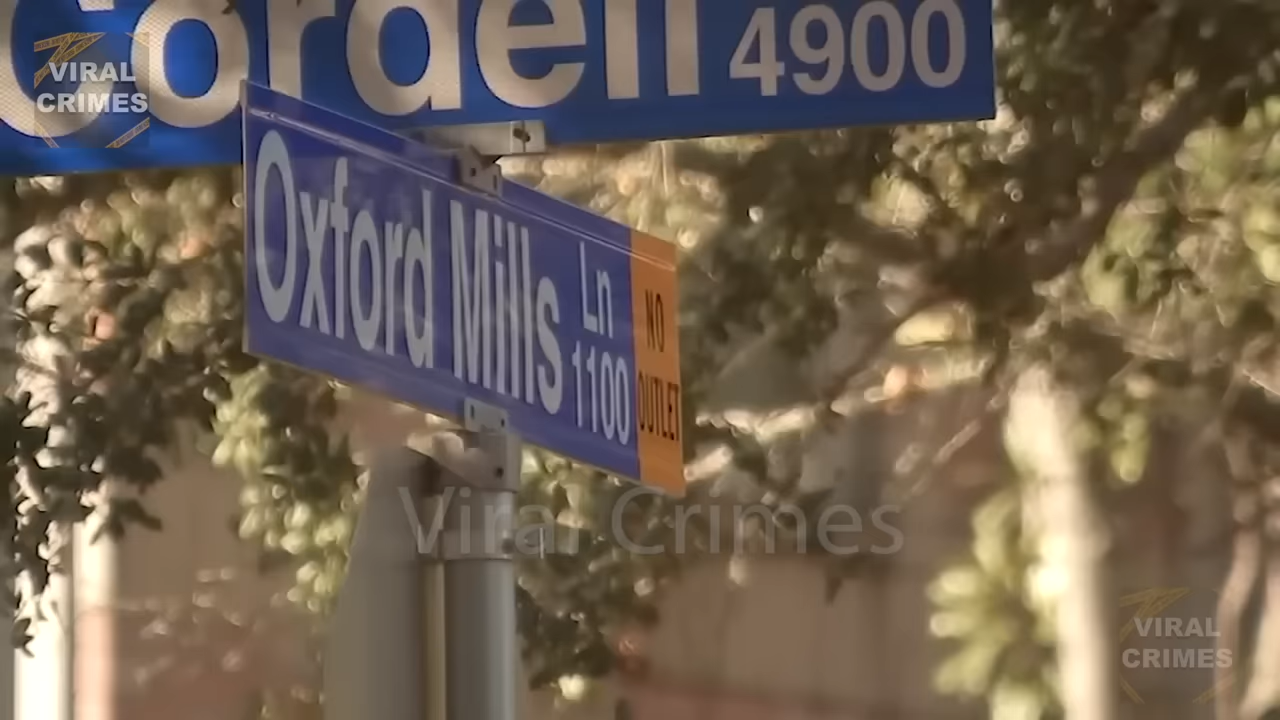 Cordell 4900
VIRAL
CRIMES
Oxford Mills Ln
1100
NO
OUTLET
Viral Crimes
VIRAL
CRIMES